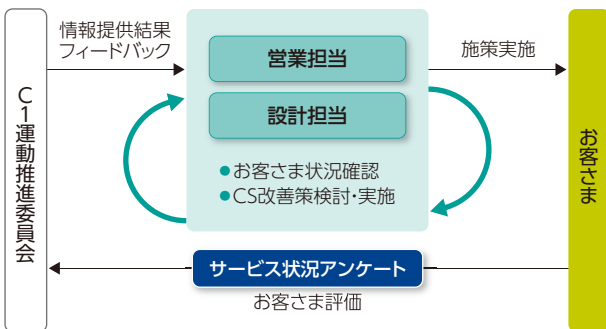 情報提供結果
フィードバック
営業担当
設計担当
施策実施
●お客さま状況確認
●CS改善策検討・実施
C1運動推進委員会
お客さま
サービス状況アンケート
お客さま評価